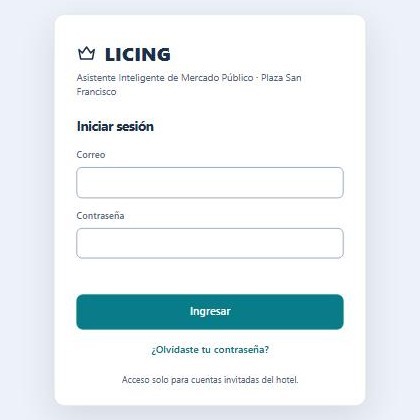 LICING
Asistente Inteligente de Mercado Público · Plaza San
Francisco
Iniciar sesión
Correo
Contraseña
Ingresar
¿Olvidaste tu contraseña?
Acceso solo para cuentas invitadas del hotel.